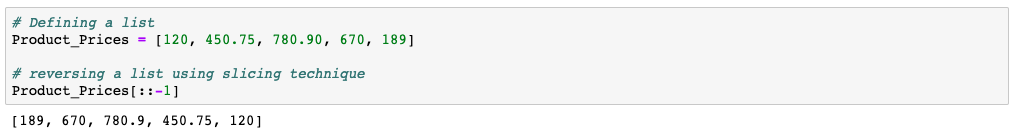 # Defining a list
Product_Prices = [120, 450.75, 780.90, 670, 189]
# reversing a list using slicing technique
Product_Prices[::-1]
[189, 670, 780.9, 450.75, 120]